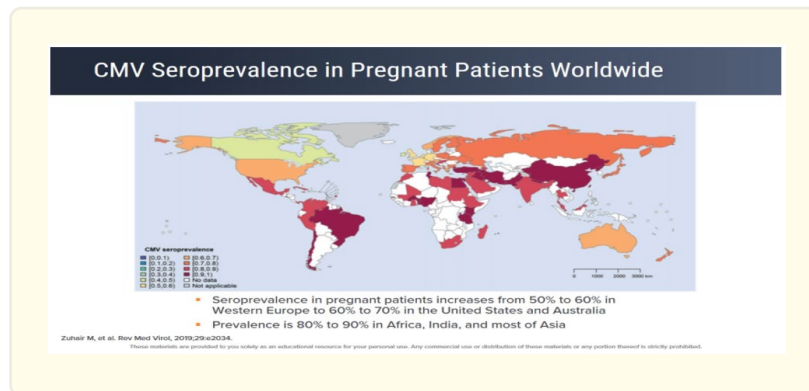 CMV Seroprevalence in Pregnant Patients Worldwide
CMV seroprevalence
[0,0.1)
[0.1,0.2)
[0.2,0.3)
[0.3,0.4)
[0.4,0.5)
[0.5,0.6)
[0.6,0.7)
[0.7,0.8)
[0.8,0.9)
[0.9,1)
No data
Not applicable
0 1000 2000 3000 km
▪ Seroprevalence in pregnant patients increases from 50% to 60% in
Western Europe to 60% to 70% in the United States and Australia
▪ Prevalence is 80% to 90% in Africa, India, and most of Asia
Zuhair M, et al. Rev Med Virol, 2019;29:e2034.
These materials are provided to you solely as an educational resource for your personal use. Any commercial use or distribution of these materials or any portion thereof is strictly prohibited.